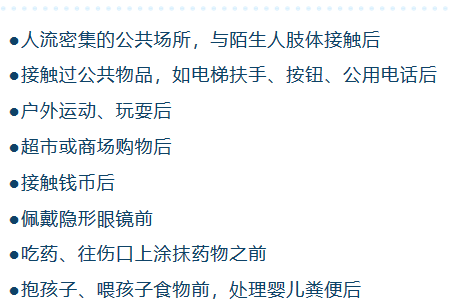 ●人流密集的公共场所，与陌生人肢体接触后
●接触过公共物品，如电梯扶手、按钮、公用电话后
●户外运动、玩耍后
●超市或商场购物后
●接触钱币后
●佩戴隐形眼镜前
●吃药、往伤口上涂抹药物之前
●抱孩子、喂孩子食物前，处理婴儿粪便后